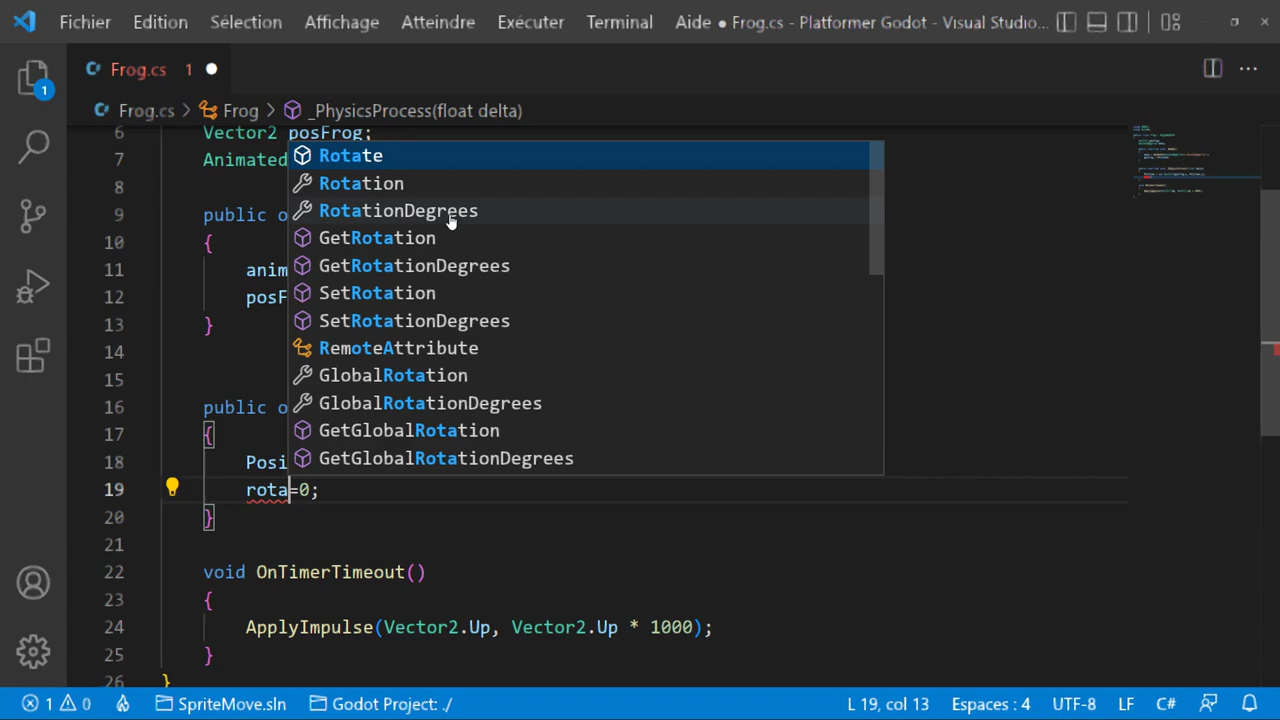 Fichier Edition Sélection Affichage Atteindre Exécuter Terminal Aide ● Frog.cs - Platformer Godot - Visual Studio...
Frog.cs 1 ●
Frog.cs > Frog > _PhysicsProcess(float delta)
1
6 Vector2 posFrog;
7 Animated
8
9 public o
10 {
11 anim
12 posF
13 }
14
15
16 public o
17 {
18 Posi
19 rota=0;
20 }
21
22 void OnTimerTimeout()
23 {
24 ApplyImpulse(Vector2.Up, Vector2.Up * 1000);
25 }
26 }
Rotate
Rotation
RotationDegrees
GetRotation
GetRotationDegrees
SetRotation
SetRotationDegrees
RemoteAttribute
GlobalRotation
GlobalRotationDegrees
GetGlobalRotation
GetGlobalRotationDegrees
1 0 SpriteMove.sln Godot Project: ./ L 19, col 13 Espaces : 4 UTF-8 LF C#